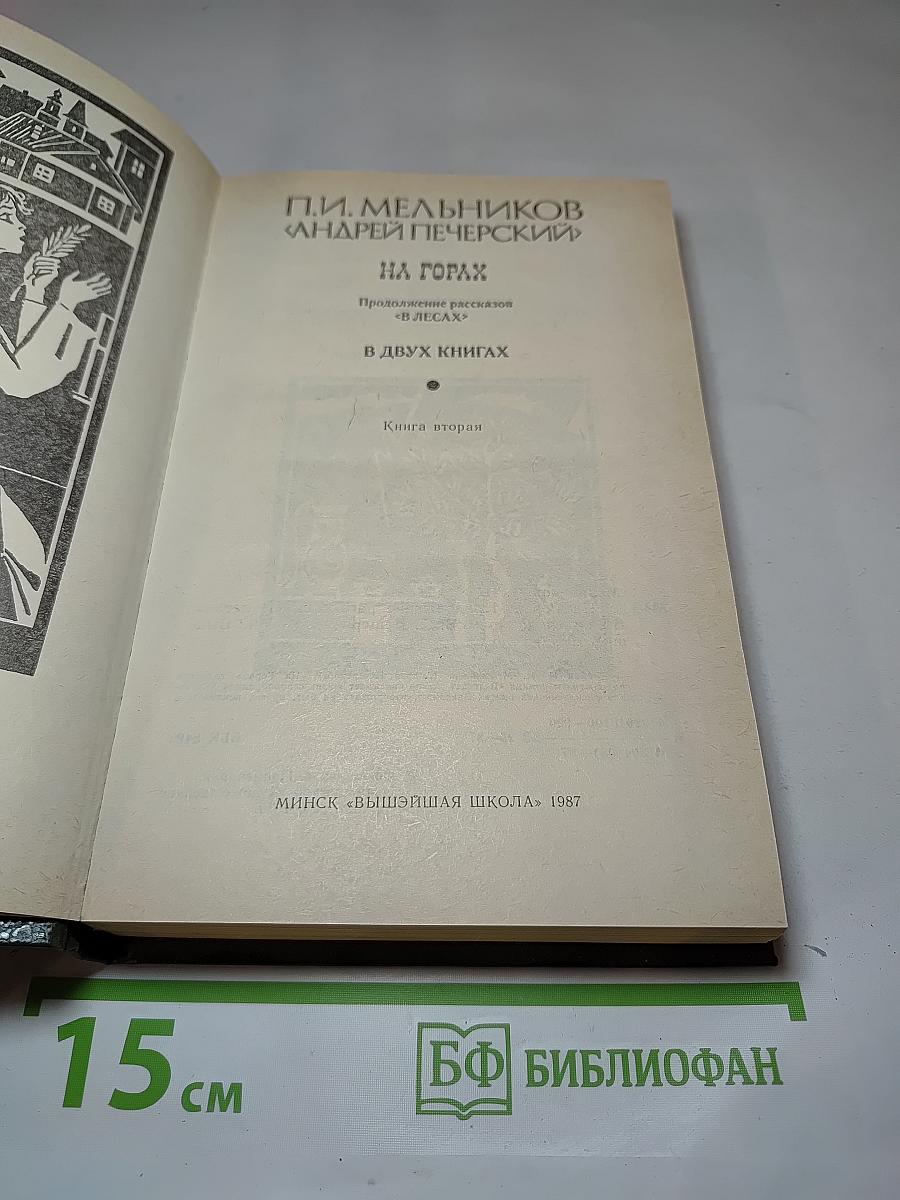 П.И. МЕЛЬНИКОВ
‹АНДРЕЙ ПЕЧЕРСКИЙ›
НА ГОРАХ
Продолжение рассказов
«В ЛЕСАХ»
В ДВУХ КНИГАХ
Книга вторая
МИНСК «ВЫШЭЙШАЯ ШКОЛА» 1987
15 см
БФ БИБЛИОФАН